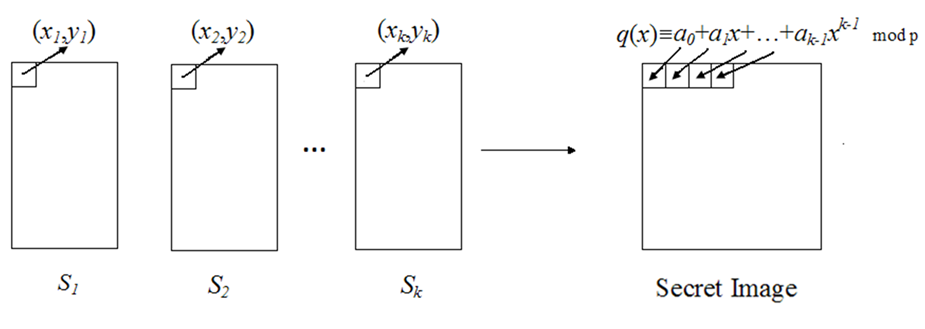 (x₁,y₁) (x₂,y₂) (xₖ,yₖ) q(x)≡a₀+a₁x+…+aₖ₋₁xᵏ⁻¹ mod p
...
S₁ S₂ Sₖ Secret Image